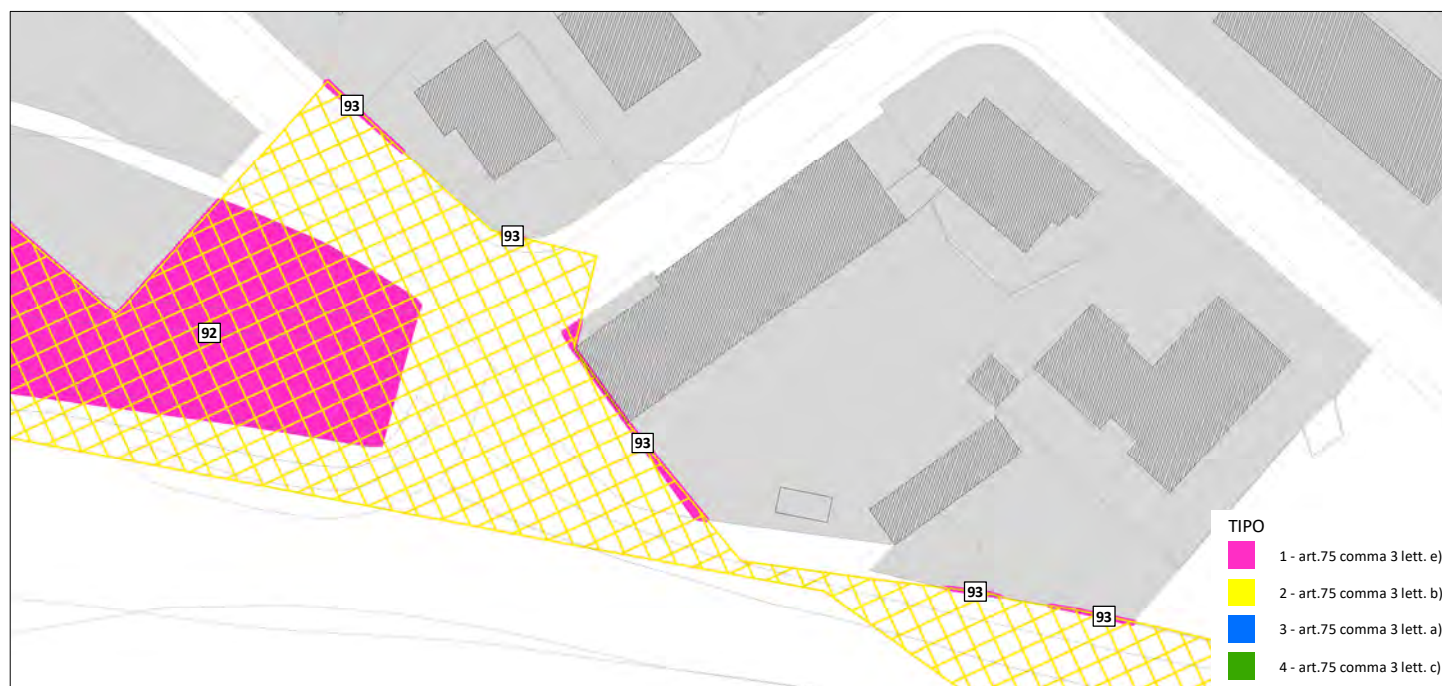 93
93
92
93
93
93
TIPO
1 - art.75 comma 3 lett. e)
2 - art.75 comma 3 lett. b)
3 - art.75 comma 3 lett. a)
4 - art.75 comma 3 lett. c)